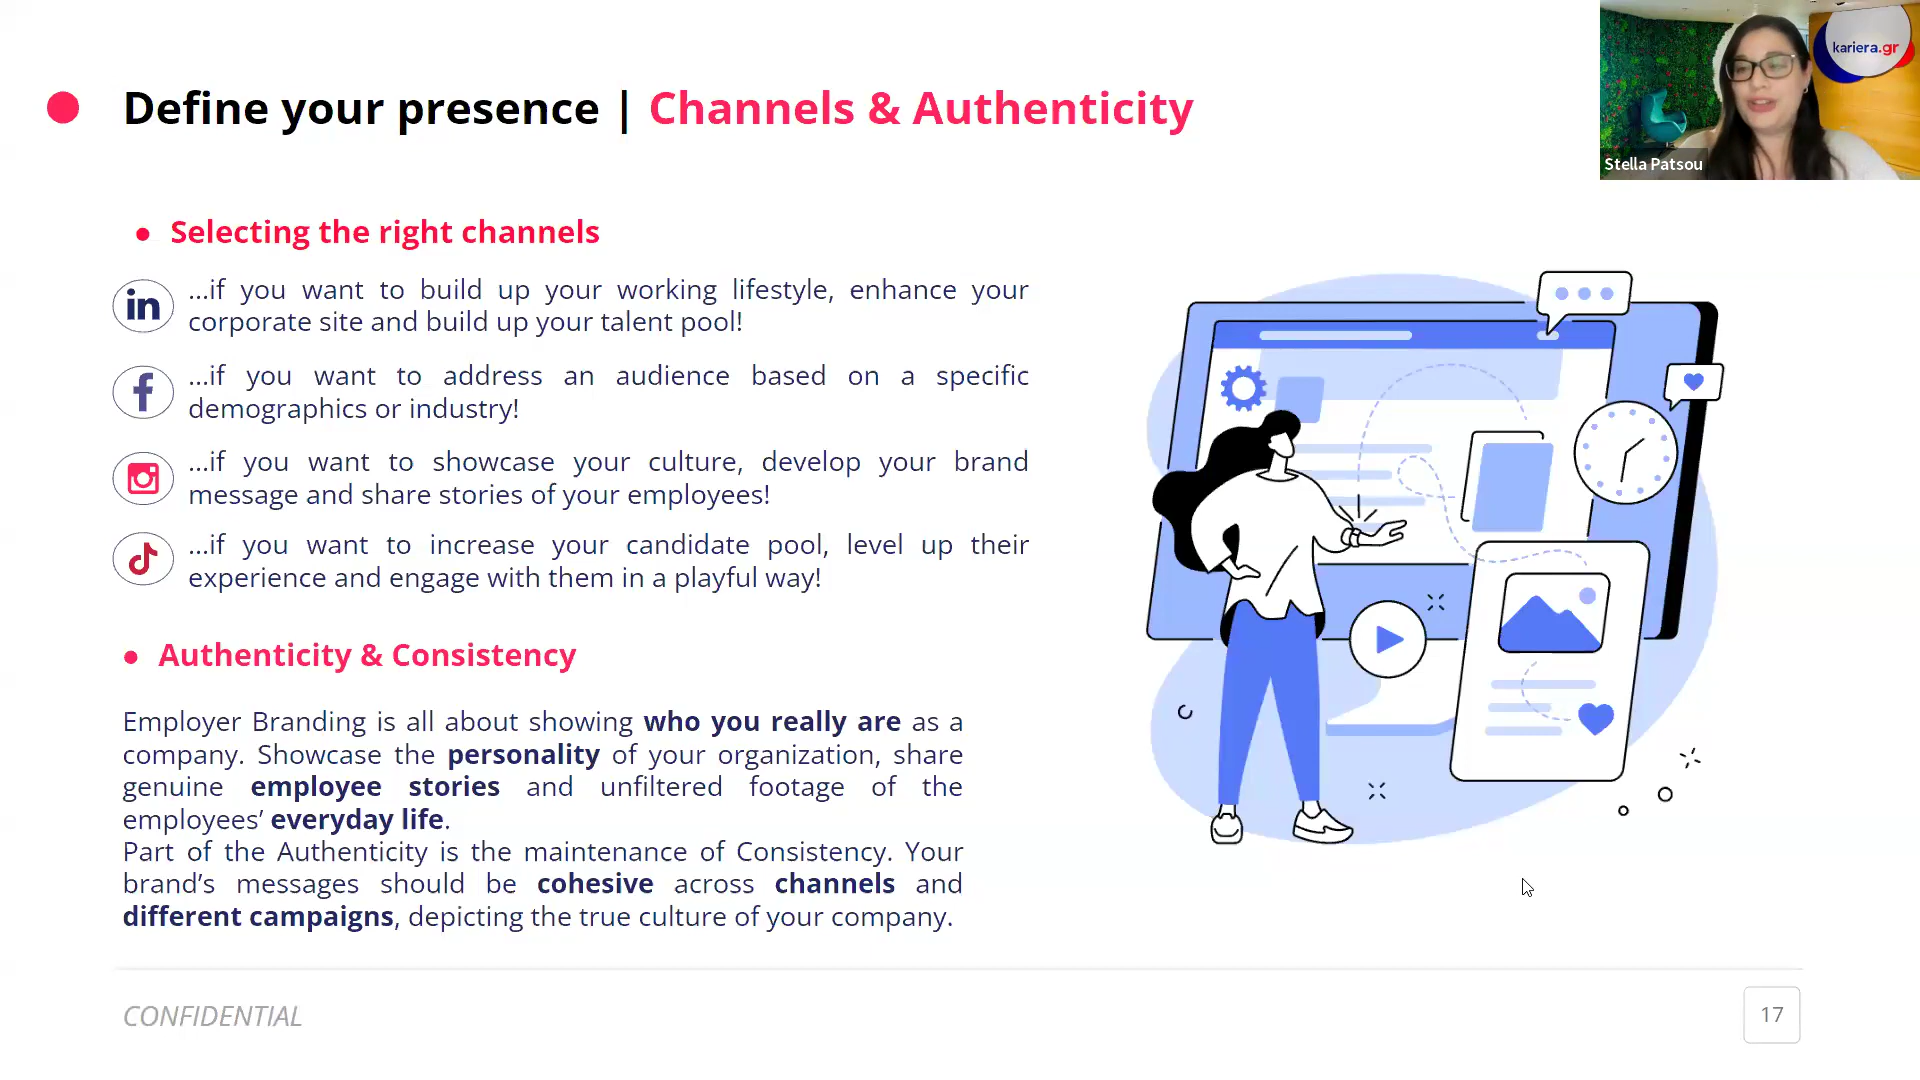 Define your presence | Channels & Authenticity
kariera.gr
Stella Patsou
• Selecting the right channels
in
...if you want to build up your working lifestyle, enhance your
corporate site and build up your talent pool!
f
...if you want to address an audience based on a specific
demographics or industry!
...if you want to showcase your culture, develop your brand
message and share stories of your employees!
...if you want to increase your candidate pool, level up their
experience and engage with them in a playful way!
• Authenticity & Consistency
Employer Branding is all about showing who you really are as a
company. Showcase the personality of your organization, share
genuine employee stories and unfiltered footage of the
employees’ everyday life.
Part of the Authenticity is the maintenance of Consistency. Your
brand’s messages should be cohesive across channels and
different campaigns, depicting the true culture of your company.
CONFIDENTIAL
17